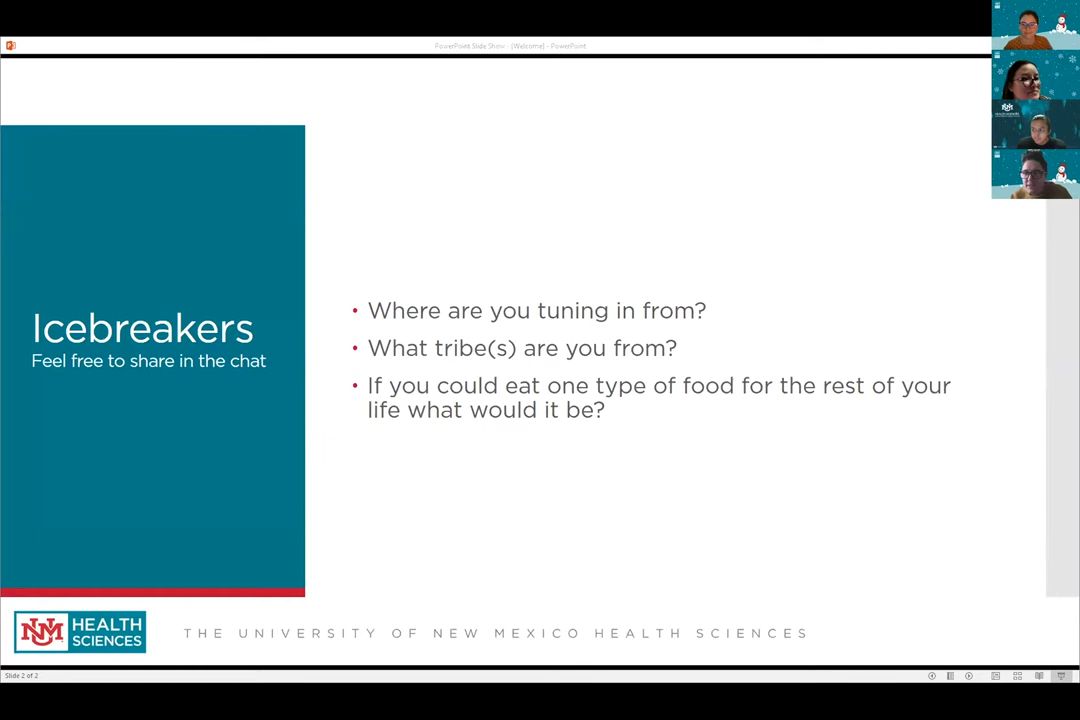 PowerPoint Slide Show - [Welcome] - PowerPoint
Icebreakers
Feel free to share in the chat
• Where are you tuning in from?
• What tribe(s) are you from?
• If you could eat one type of food for the rest of your
life what would it be?
UNM HEALTH
SCIENCES
THE UNIVERSITY OF NEW MEXICO HEALTH SCIENCES
Slide 2 of 2